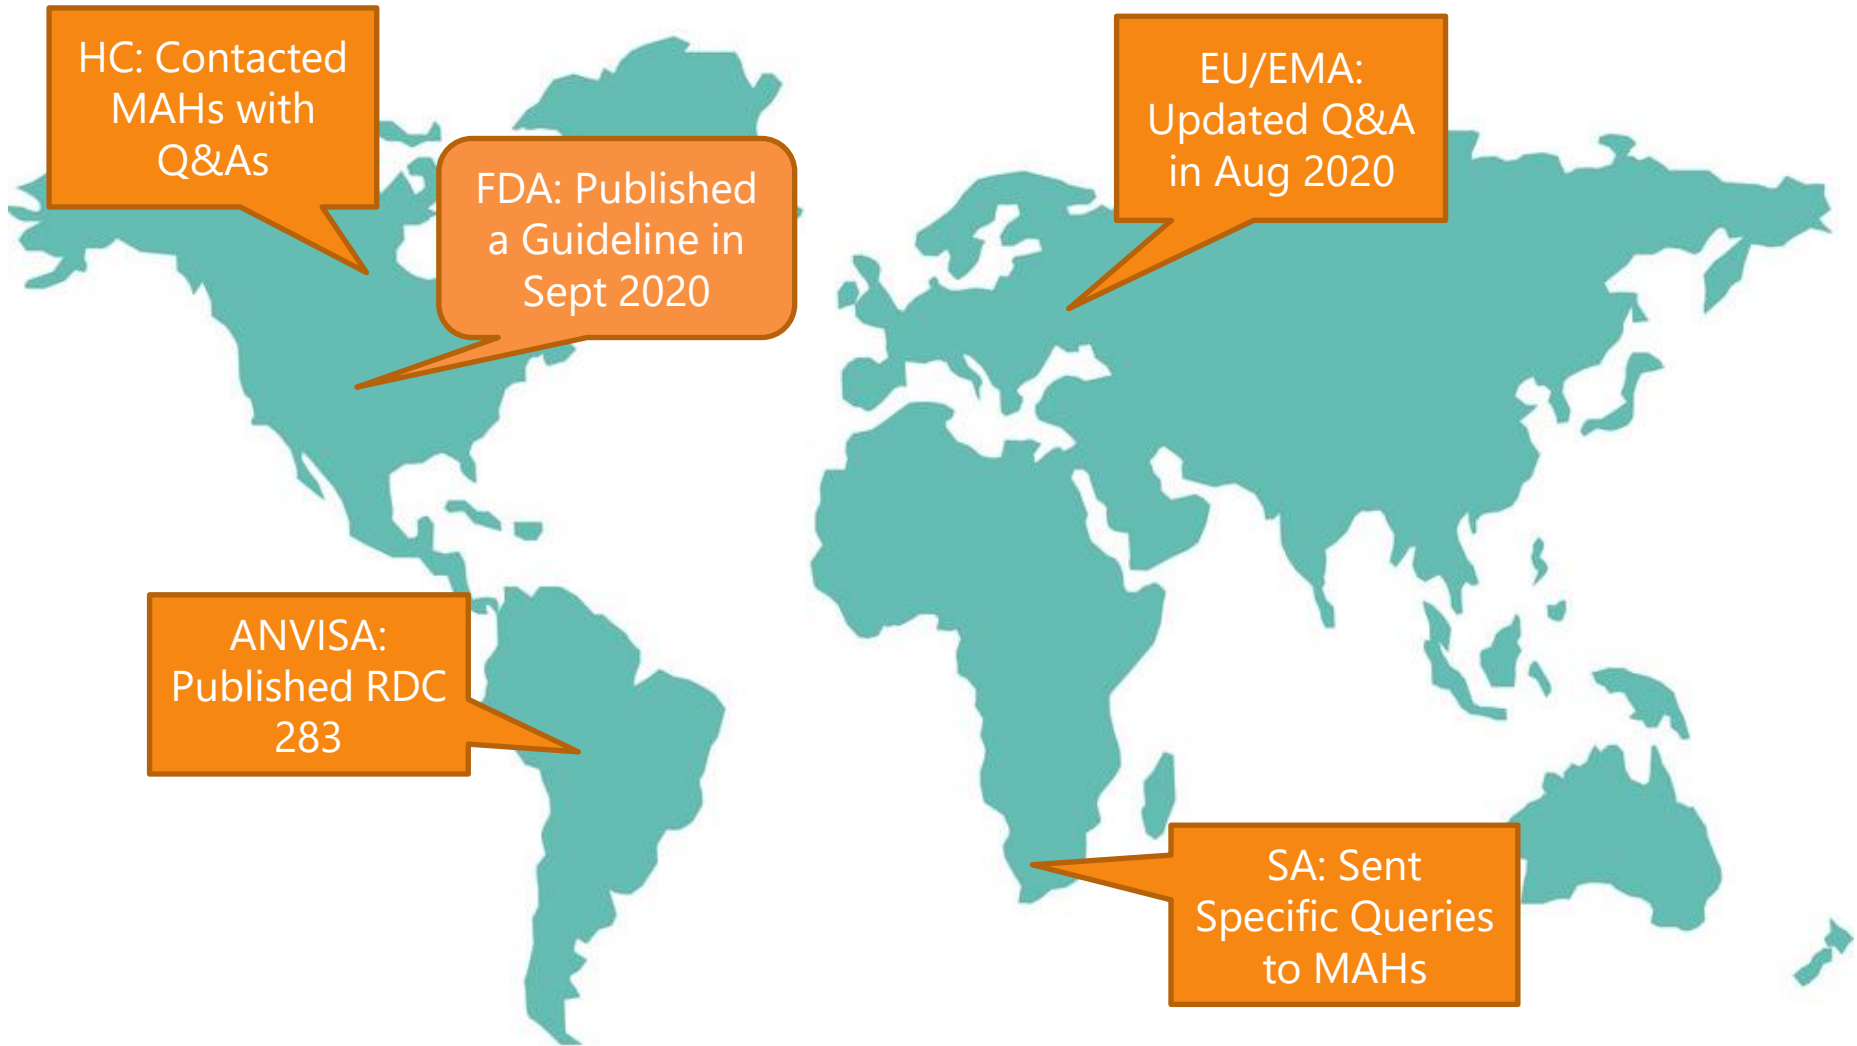 HC: Contacted
MAHs with
Q&As
FDA: Published
a Guideline in
Sept 2020
EU/EMA:
Updated Q&A
in Aug 2020
ANVISA:
Published RDC
283
SA: Sent
Specific Queries
to MAHs